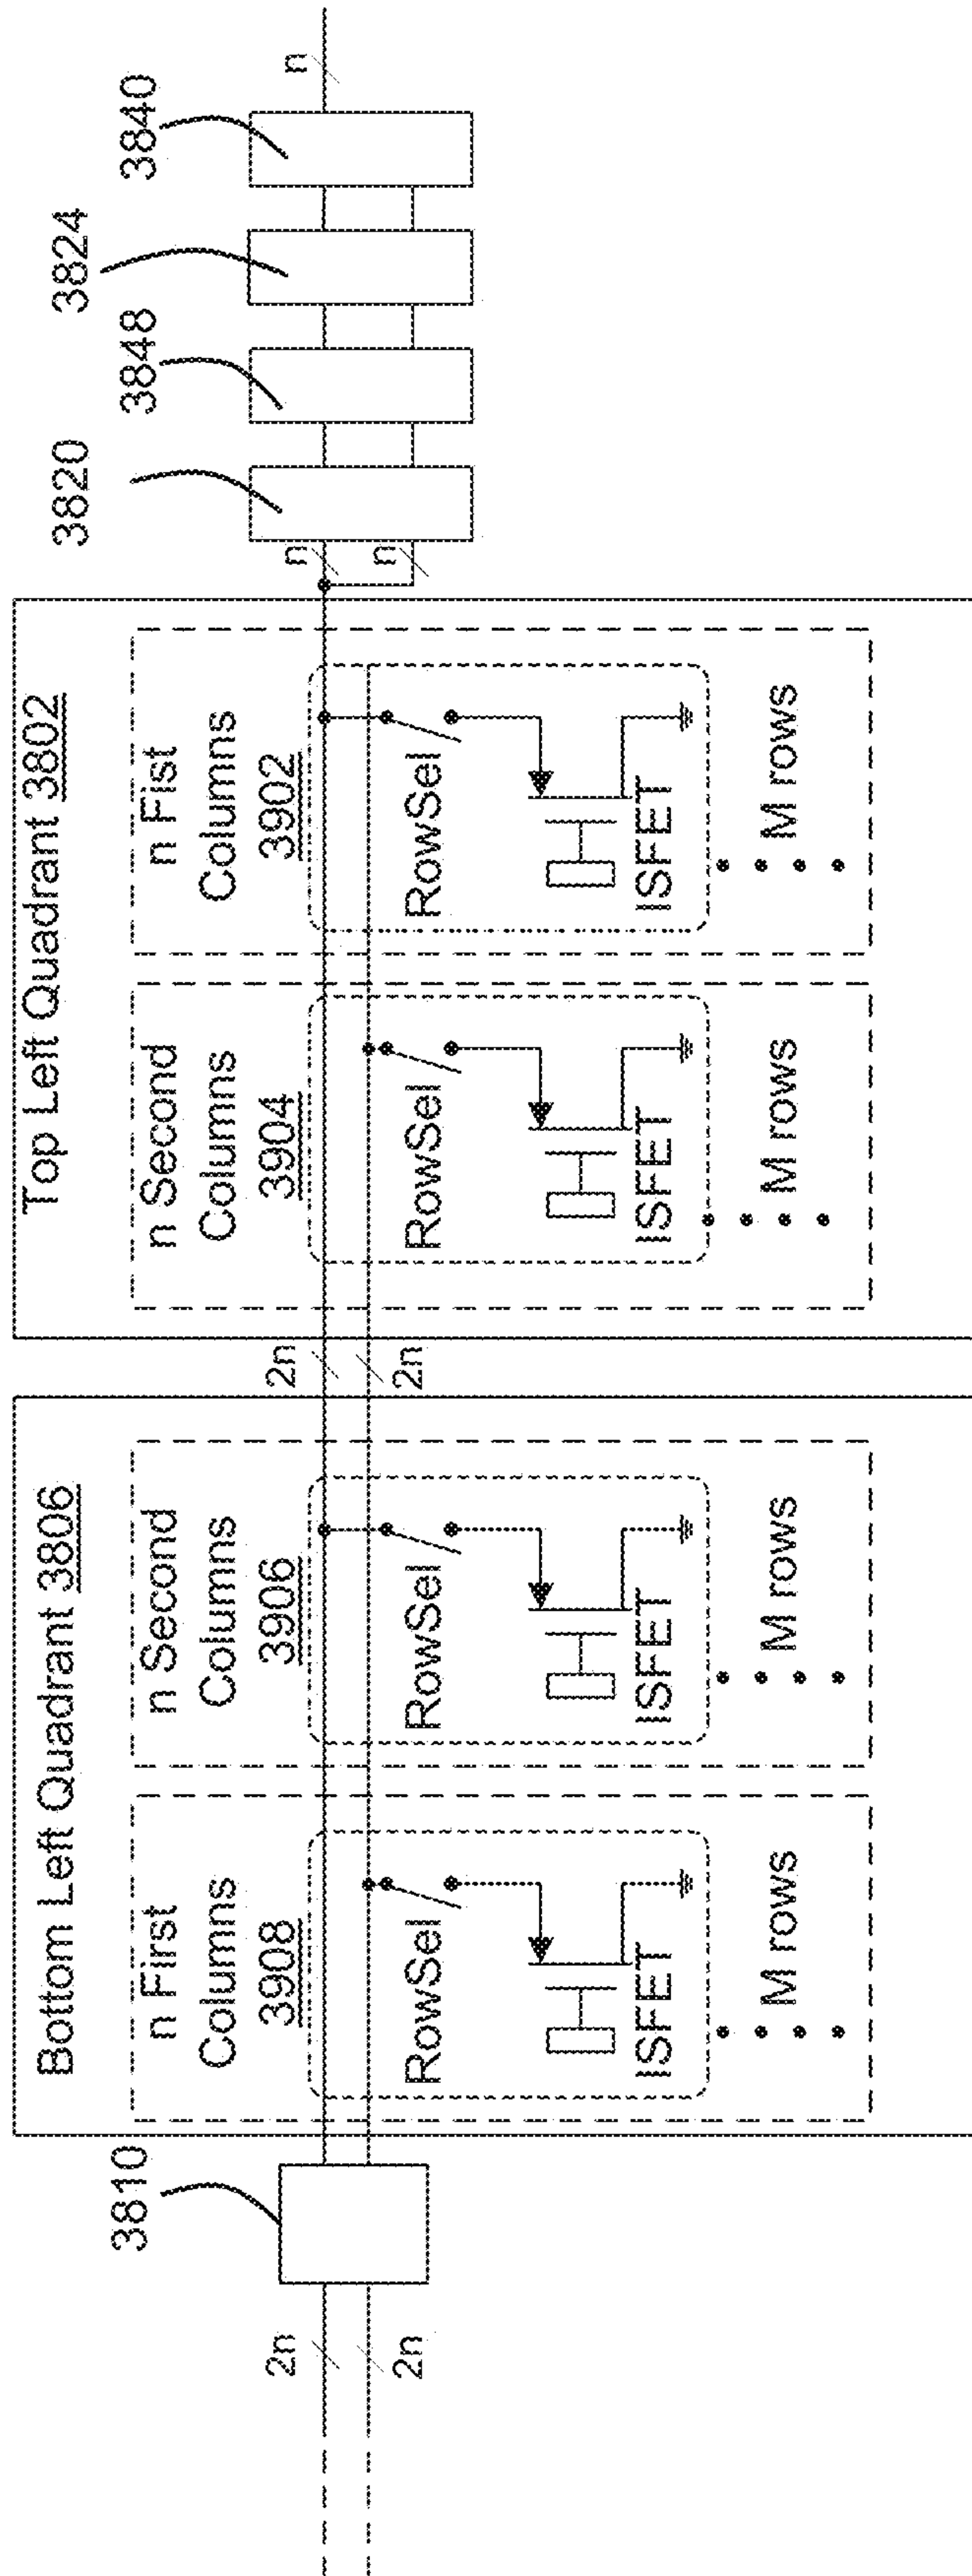 2n
2n
3810
Bottom Left Quadrant 3806
n First
Columns
3908
RowSel
ISFET
M rows
n Second
Columns
3906
RowSel
ISFET
M rows
2n
2n
Top Left Quadrant 3802
n Second
Columns
3904
RowSel
ISFET
M rows
n Fist
Columns
3902
RowSel
ISFET
M rows
n
n
3820
3848
3824
3840
n